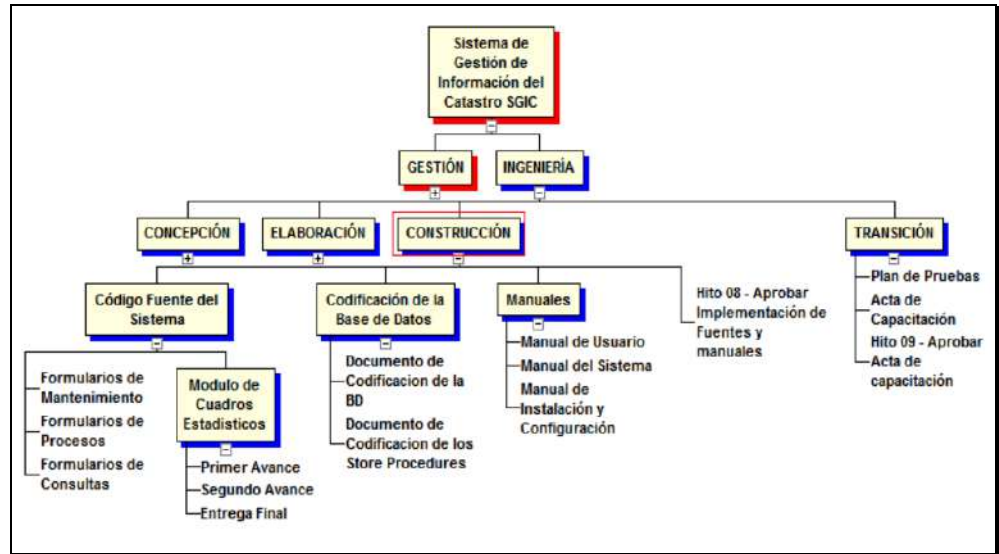 Sistema de
Gestión de
Información del
Catastro SGIC
GESTIÓN
INGENIERÍA
CONCEPCIÓN
ELABORACIÓN
CONSTRUCCIÓN
TRANSICIÓN
Código Fuente del
Sistema
Formularios de
Mantenimiento
Formularios de
Procesos
Formularios de
Consultas
Modulo de
Cuadros
Estadisticos
Primer Avance
Segundo Avance
Entrega Final
Codificación de la
Base de Datos
Documento de
Codificacion de la
BD
Documento de
Codificacion de los
Store Procedures
Manuales
Manual de Usuario
Manual del Sistema
Manual de
Instalación y
Configuración
Hito 08 - Aprobar
Implementación de
Fuentes y
manuales
Plan de Pruebas
Acta de
Capacitación
Hito 09 - Aprobar
Acta de
capacitación